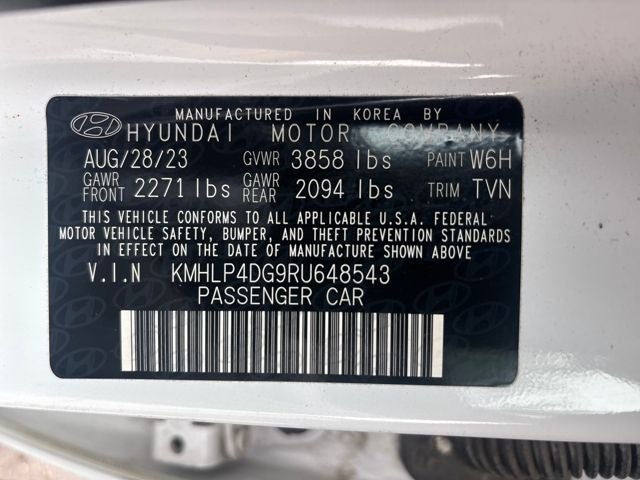 MANUFACTURED IN KOREA BY
HYUNDAI MOTOR COMPANY
AUG/28/23 GVWR 3858 lbs PAINT W6H
GAWR FRONT 2271 lbs GAWR REAR 2094 lbs TRIM TVN
THIS VEHICLE CONFORMS TO ALL APPLICABLE U.S.A. FEDERAL
MOTOR VEHICLE SAFETY, BUMPER, AND THEFT STANDARDS
IN EFFECT ON THE DATE OF MANUFACTURE SHOWN ABOVE
V.I.N KMHLP4DG9RU648543
PASSENGER CAR